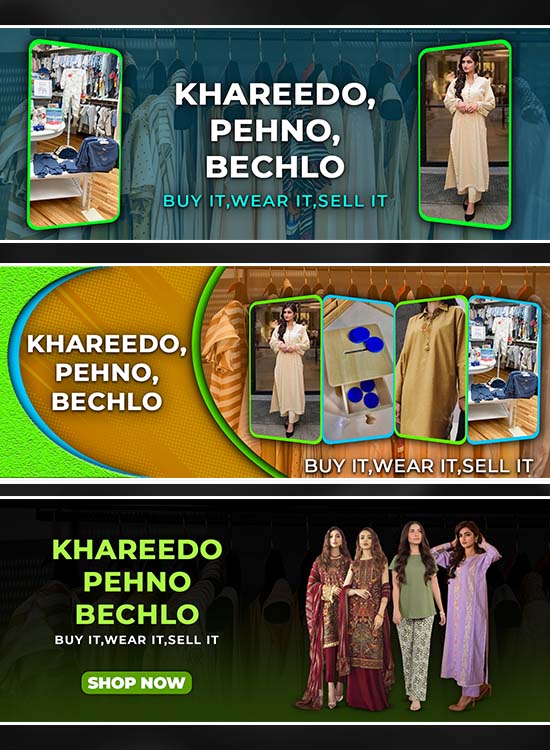 KHAREEDO,
PEHNO,
BECHLO
BUY IT,WEAR IT,SELL IT
KHAREEDO,
PEHNO,
BECHLO
BUY IT,WEAR IT,SELL IT
KHAREEDO
PEHNO
BECHLO
BUY IT,WEAR IT,SELL IT
SHOP NOW